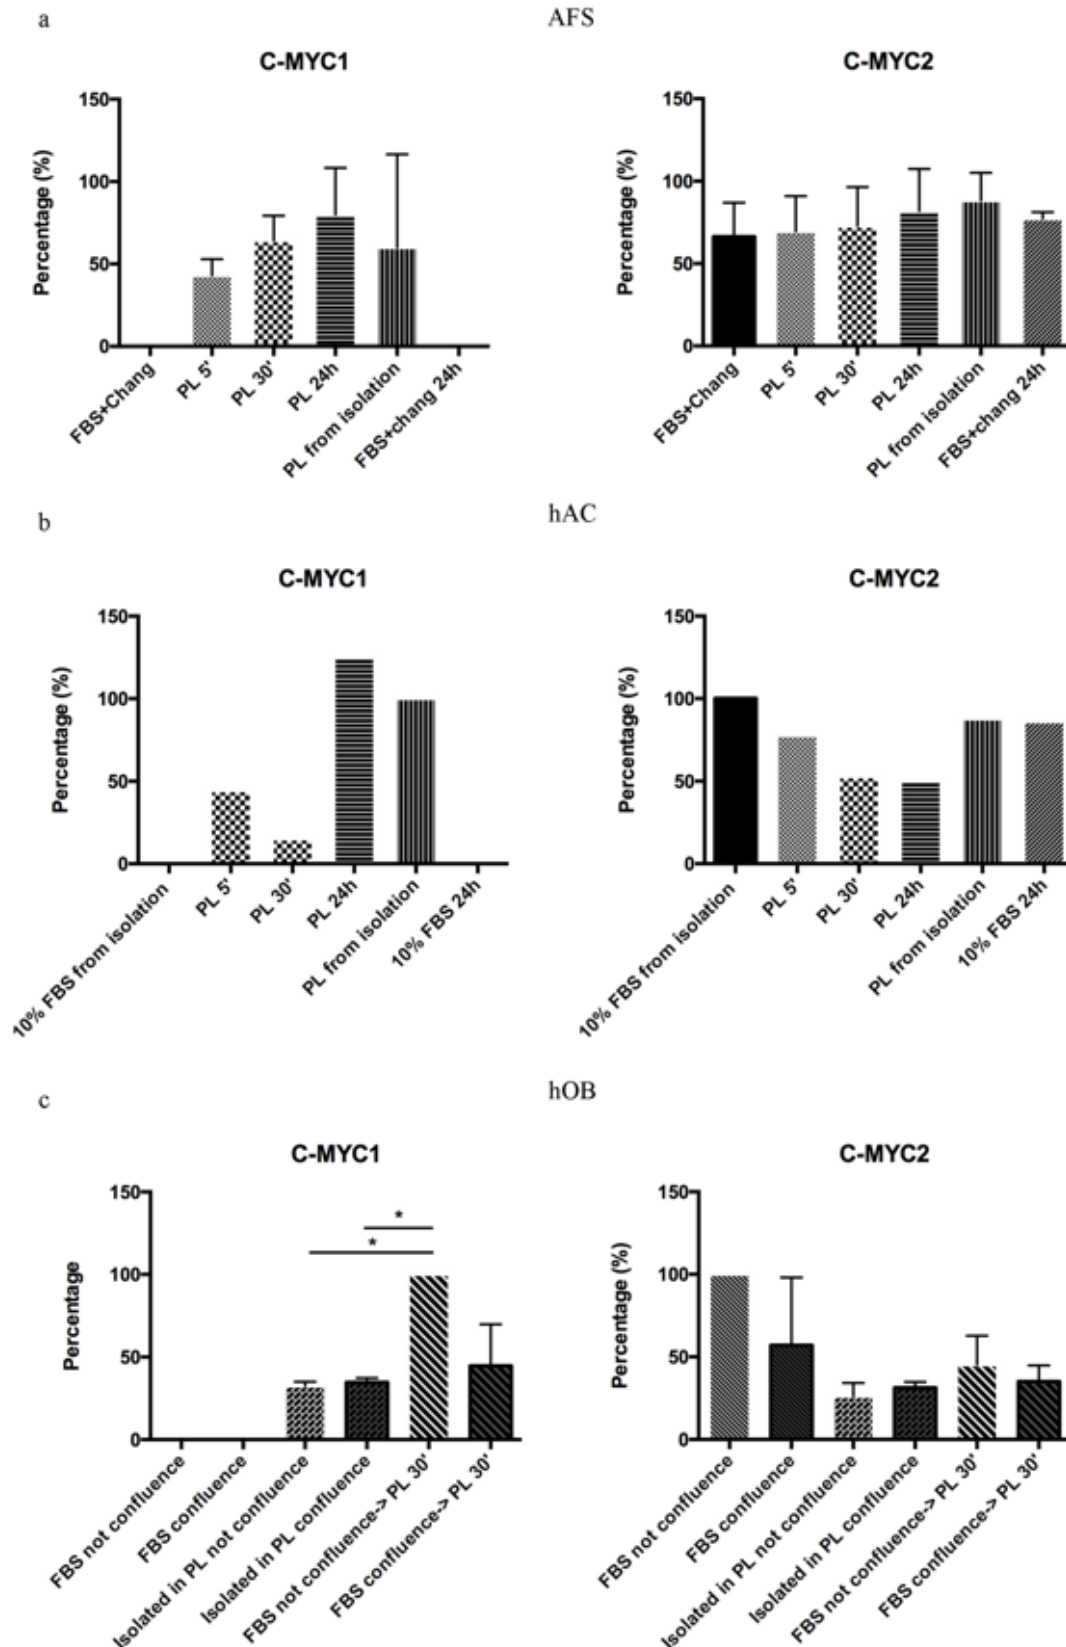 a
AFS
C-MYC1
Percentage (%)
150
100
50
0
FBS+Chang
PL 5'
PL 30'
PL 24h
PL from isolation
FBS+chang 24h
C-MYC2
Percentage (%)
150
100
50
0
FBS+Chang
PL 5'
PL 30'
PL 24h
PL from isolation
FBS+chang 24h
b
hAC
C-MYC1
Percentage (%)
150
100
50
0
10% FBS from isolation
PL 5'
PL 30'
PL 24h
PL from isolation
10% FBS 24h
C-MYC2
Percentage (%)
150
100
50
0
10% FBS from isolation
PL 5'
PL 30'
PL 24h
PL from isolation
10% FBS 24h
c
hOB
C-MYC1
Percentage
150
100
50
0
*
*
FBS not confluence
FBS confluence
Isolated in PL not confluence
Isolated in PL confluence
FBS not confluence-> PL 30'
FBS confluence-> PL 30'
C-MYC2
Percentage (%)
150
100
50
0
FBS not confluence
FBS confluence
Isolated in PL not confluence
Isolated in PL confluence
FBS not confluence-> PL 30'
FBS confluence-> PL 30'